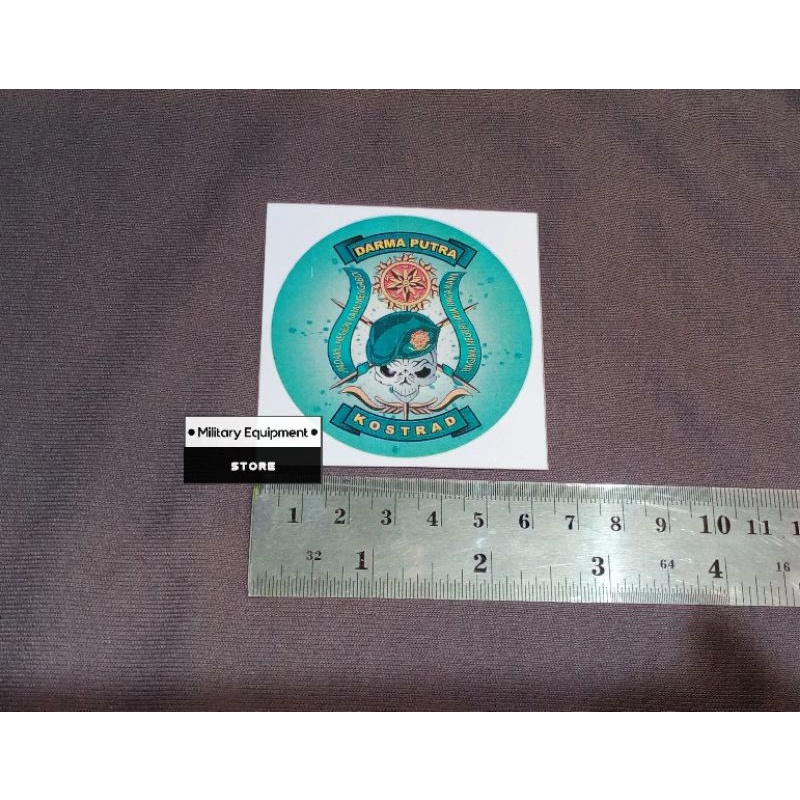 DARMA PUTRA
KOSTRAD
• Military Equipment •
STORE
1 2 3 4 5 6 7 8 9 10 11 1
32 1 2 3 64 4 16